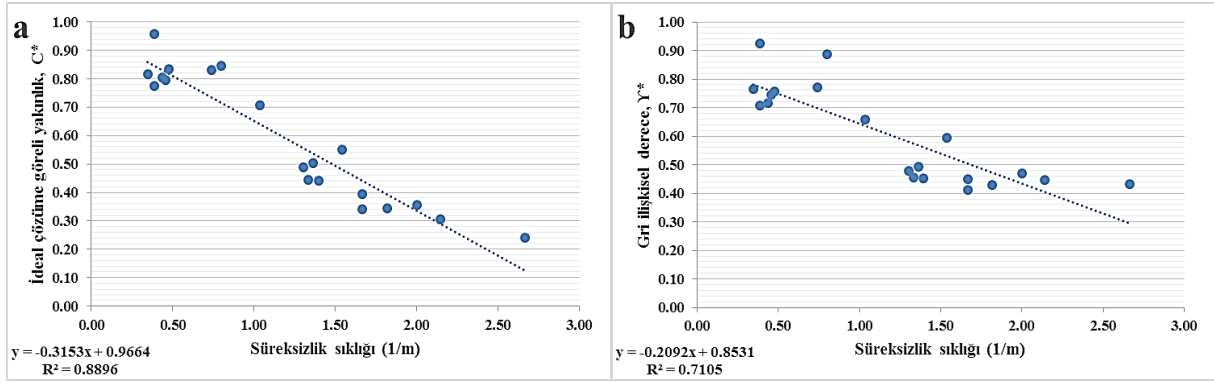 a
İdeal çözüme göreli yakınlık, C*
1.00
0.90
0.80
0.70
0.60
0.50
0.40
0.30
0.20
0.10
0.00
0.00 0.50 1.00 1.50 2.00 2.50 3.00
Süreksizlik sıklığı (1/m)
y = -0.3153x + 0.9664
R² = 0.8896
b
Gri ilişkisel derece, ϒ*
1.00
0.90
0.80
0.70
0.60
0.50
0.40
0.30
0.20
0.10
0.00
0.00 0.50 1.00 1.50 2.00 2.50 3.00
Süreksizlik sıklığı (1/m)
y = -0.2092x + 0.8531
R² = 0.7105